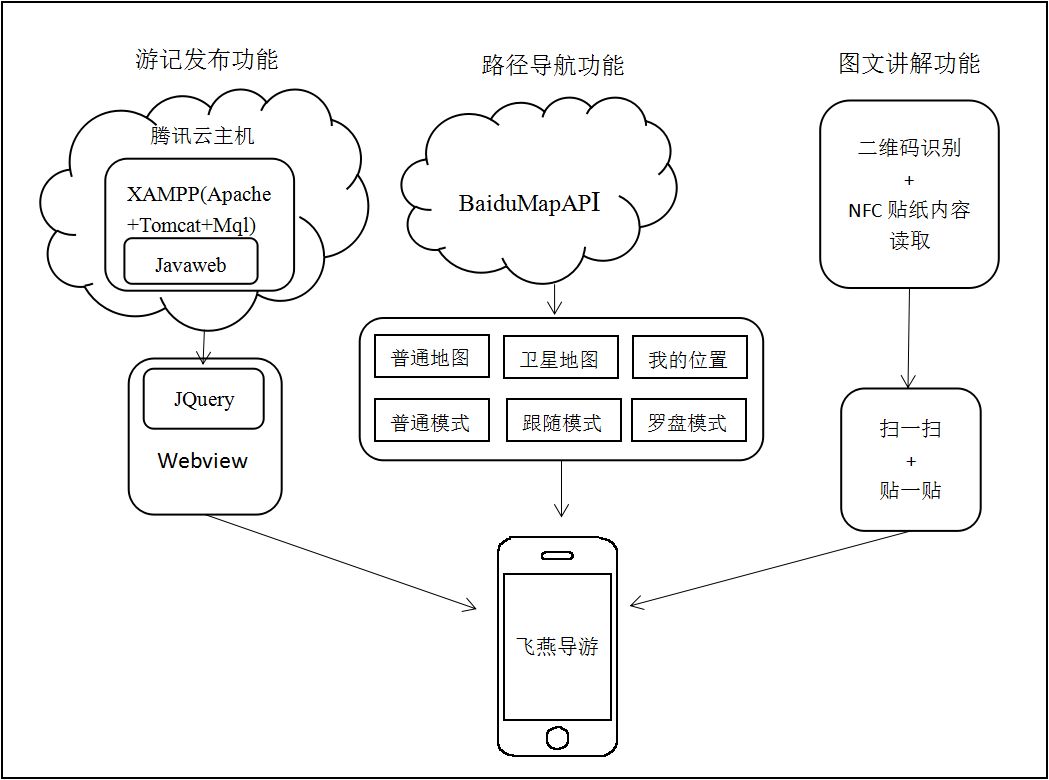 游记发布功能
路径导航功能
图文讲解功能
腾讯云主机
XAMPP(Apache
+Tomcat+Mql)
Javaweb
BaiduMapAPI
二维码识别
+
NFC 贴纸内容
读取
JQuery
Webview
普通地图
卫星地图
我的位置
普通模式
跟随模式
罗盘模式
扫一扫
+
贴一贴
飞燕导游